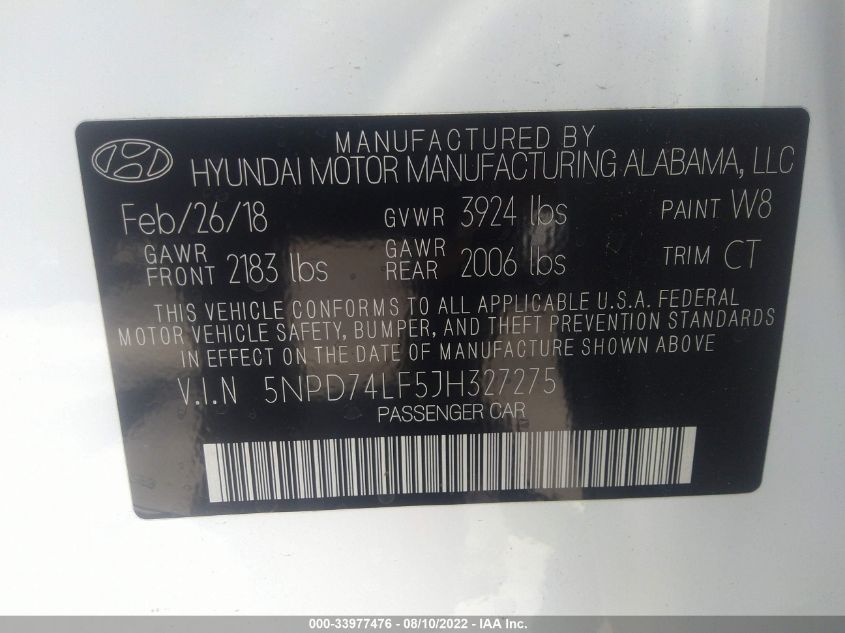 MANUFACTURED BY
HYUNDAI MOTOR MANUFACTURING ALABAMA, LLC
Feb/26/18 GVWR 3924 lbs PAINT W8
GAWR FRONT 2183 lbs GAWR REAR 2006 lbs TRIM CT
THIS VEHICLE CONFORMS TO ALL APPLICABLE U.S.A. FEDERAL
MOTOR VEHICLE SAFETY, BUMPER, AND THEFT PREVENTION STANDARDS
IN EFFECT ON THE DATE OF MANUFACTURE SHOWN ABOVE
V.I.N 5NPD74LF5JH327275
PASSENGER CAR
000-33977476 - 08/10/2022 - IAA Inc.